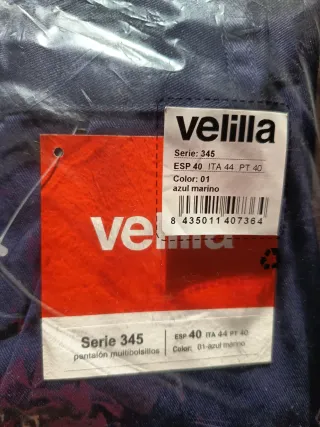 velilla
Serie: 345
ESP 40 ITA 44 PT 40
Color: 01
azul marino
8 435011 407364
velilla
Serie 345
pantalón multibolsillos
ESP 40 ITA 44 PT 40
Color: 01-azul marino